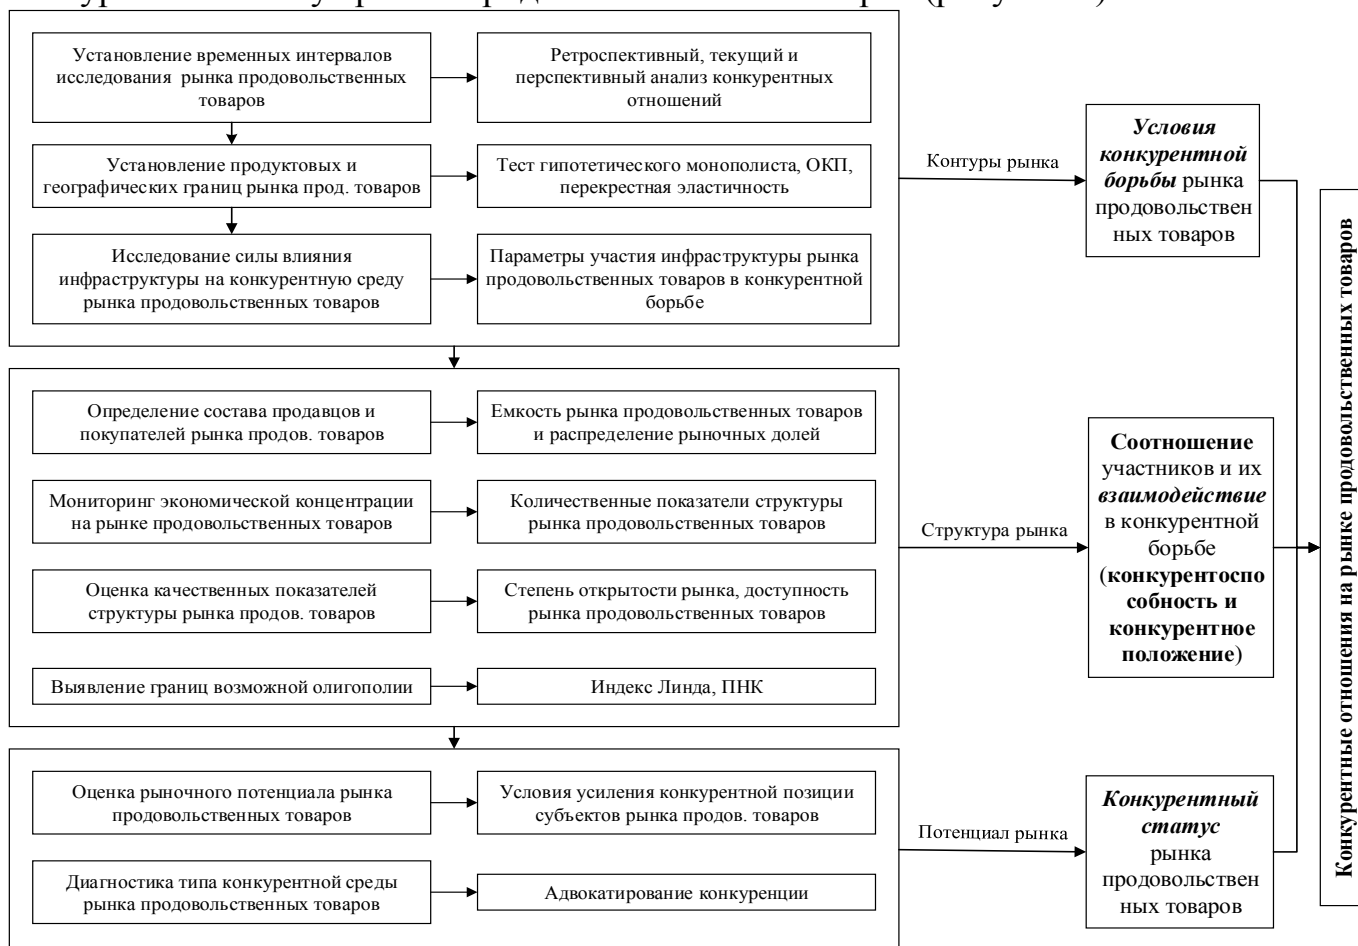 Установление временных интервалов
исследования рынка продовольственных
товаров
Ретроспективный, текущий и
перспективный анализ конкурентных
отношений
Установление продуктовых и
географических границ рынка прод. товаров
Тест гипотетического монополиста, ОКП,
перекрестная эластичность
Исследование силы влияния
инфраструктуры на конкурентную среду
рынка продовольственных товаров
Параметры участия инфраструктуры рынка
продовольственных товаров в конкурентной
борьбе
Контуры рынка
Условия
конкурентной
борьбы рынка
продовольствен
ных товаров
Определение состава продавцов и
покупателей рынка продов. товаров
Емкость рынка продовольственных товаров
и распределение рыночных долей
Мониторинг экономической концентрации
на рынке продовольственных товаров
Количественные показатели структуры
рынка продовольственных товаров
Оценка качественных показателей
структуры рынка продов. товаров
Степень открытости рынка, доступность
рынка продовольственных товаров
Выявление границ возможной олигополии
Индекс Линда, ПНК
Структура рынка
Соотношение
участников и их
взаимодействие
в конкурентной
борьбе
(конкурентоспо
собность и
конкурентное
положение)
Оценка рыночного потенциала рынка
продовольственных товаров
Условия усиления конкурентной позиции
субъектов рынка продов. товаров
Диагностика типа конкурентной среды
рынка продовольственных товаров
Адвокатирование конкуренции
Потенциал рынка
Конкурентный
статус
рынка
продовольствен
ных товаров
Конкурентные отношения на рынке продовольственных товаров